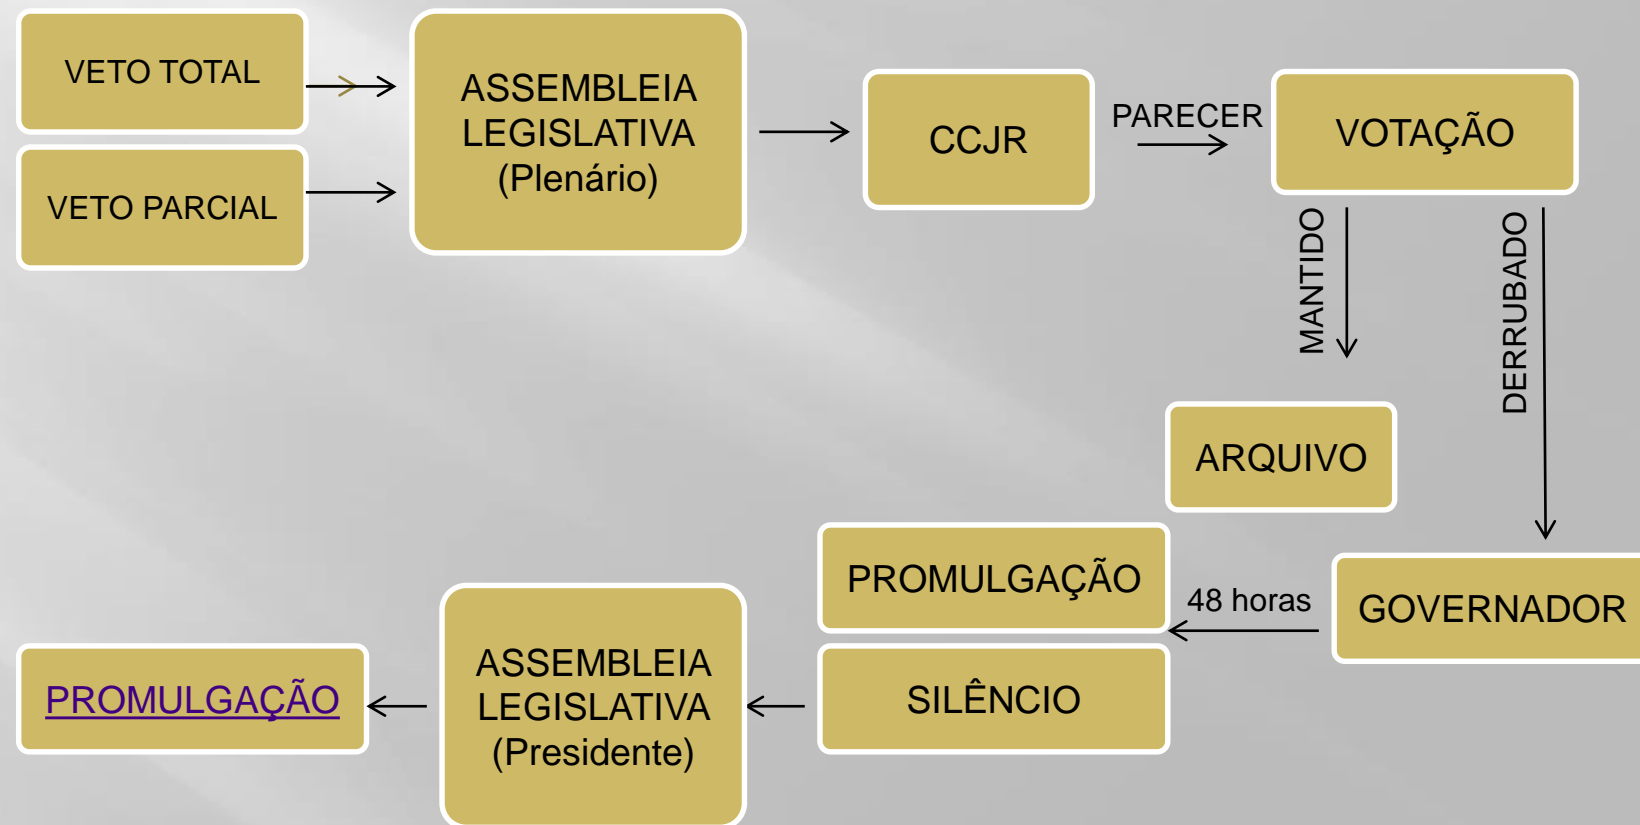 VETO TOTAL
VETO PARCIAL
ASSEMBLEIA
LEGISLATIVA
(Plenário)
CCJR
PARECER
VOTAÇÃO
MANTIDO
DERRUBADO
ARQUIVO
GOVERNADOR
48 horas
PROMULGAÇÃO
SILÊNCIO
ASSEMBLEIA
LEGISLATIVA
(Presidente)
PROMULGAÇÃO